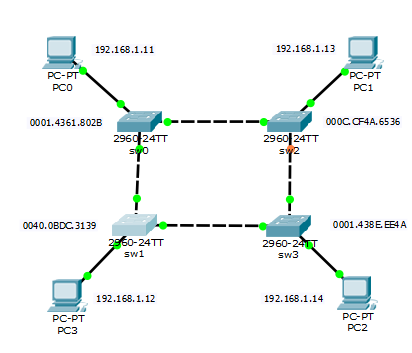 192.168.1.11
PC-PT
PC0
192.168.1.13
PC-PT
PC1
0001.4361.802B
2960-24TT
sw0
2960-24TT
sw2
000C.CF4A.6536
0040.0BDC.3139
2960-24TT
sw1
2960-24TT
sw3
0001.438E.EE4A
192.168.1.12
PC-PT
PC3
192.168.1.14
PC-PT
PC2